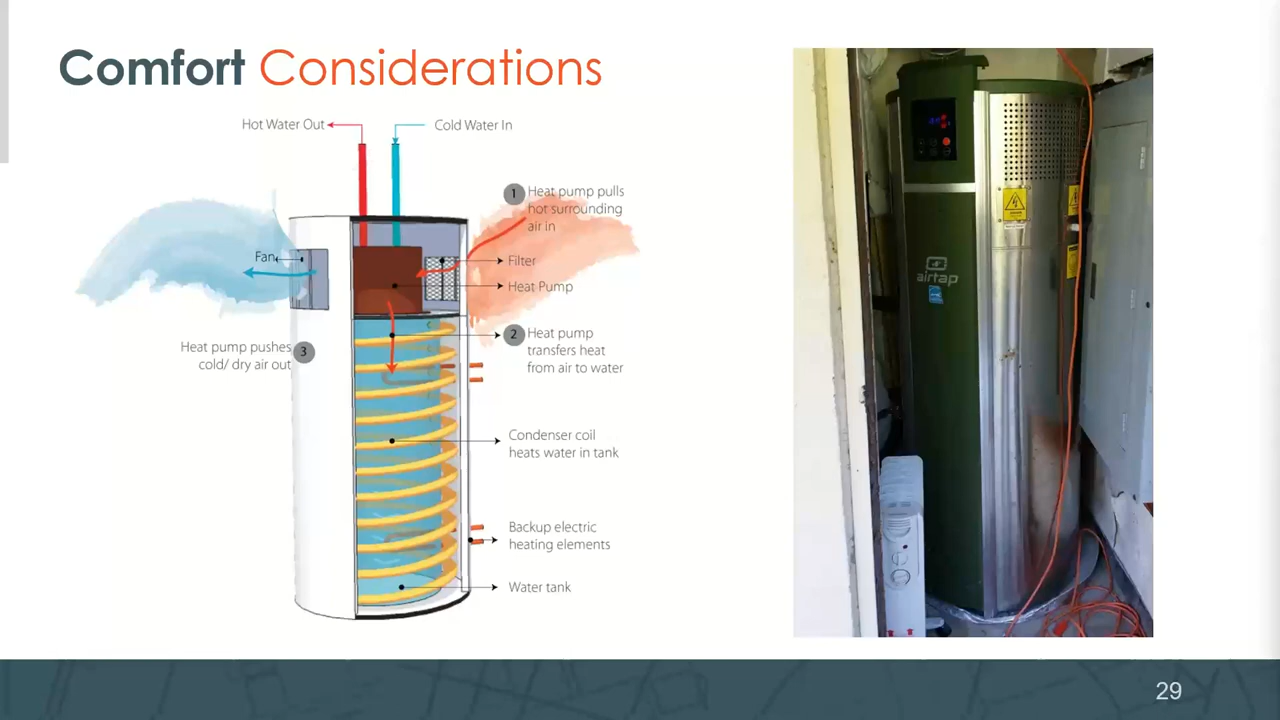 Comfort Considerations
Hot Water Out
Cold Water In
1
Heat pump pulls
hot surrounding
air in
Fan
Filter
Heat Pump
2
Heat pump
transfers heat
from air to water
Heat pump pushes
cold/ dry air out
3
Condenser coil
heats water in tank
Backup electric
heating elements
Water tank
airtap
29